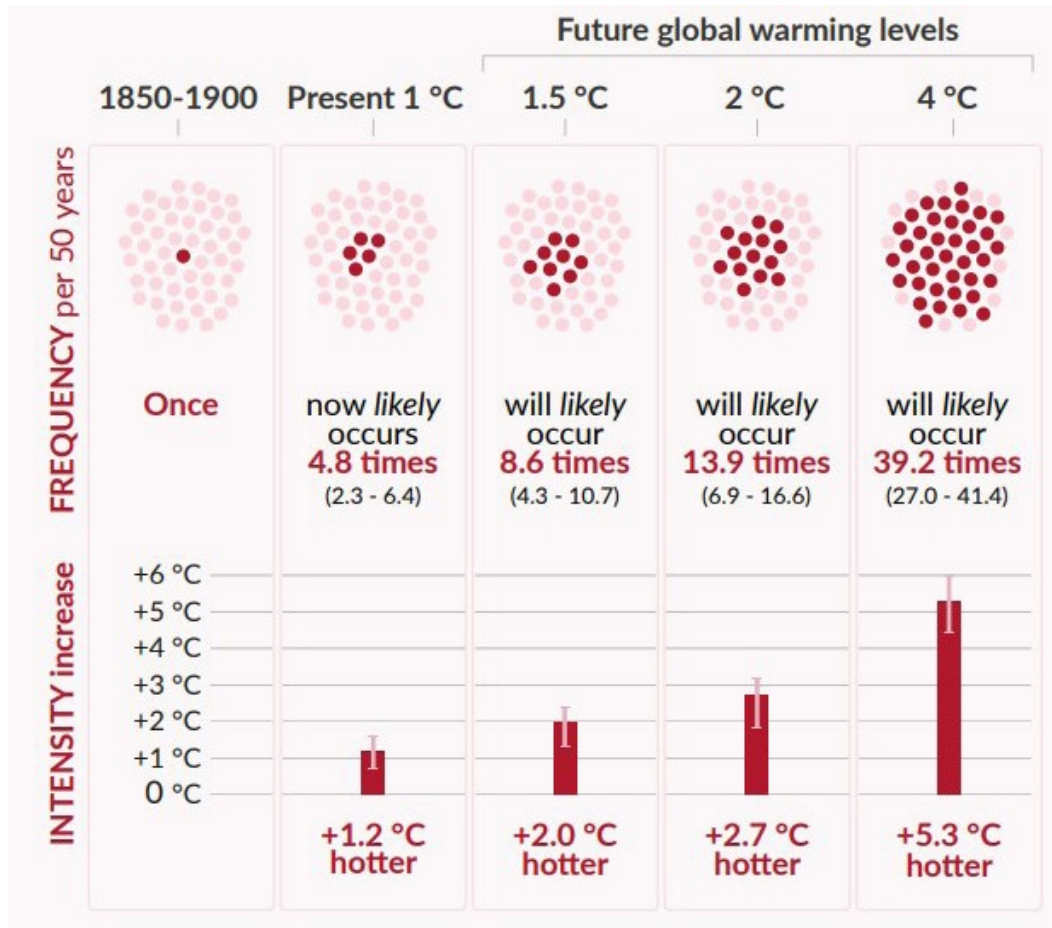 Future global warming levels
1850-1900 Present 1 °C 1.5 °C 2 °C 4 °C
FREQUENCY per 50 years
Once
now likely
occurs
4.8 times
(2.3 - 6.4)
will likely
occur
8.6 times
(4.3 - 10.7)
will likely
occur
13.9 times
(6.9 - 16.6)
will likely
occur
39.2 times
(27.0 - 41.4)
INTENSITY increase
+6 °C
+5 °C
+4 °C
+3 °C
+2 °C
+1 °C
0 °C
+1.2 °C
hotter
+2.0 °C
hotter
+2.7 °C
hotter
+5.3 °C
hotter